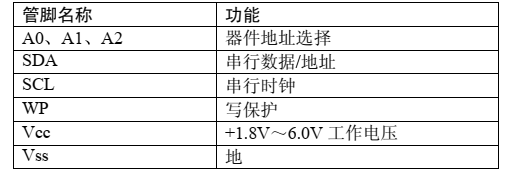 管脚名称 功能
A0、A1、A2 器件地址选择
SDA 串行数据/地址
SCL 串行时钟
WP 写保护
Vcc +1.8V～6.0V 工作电压
Vss 地